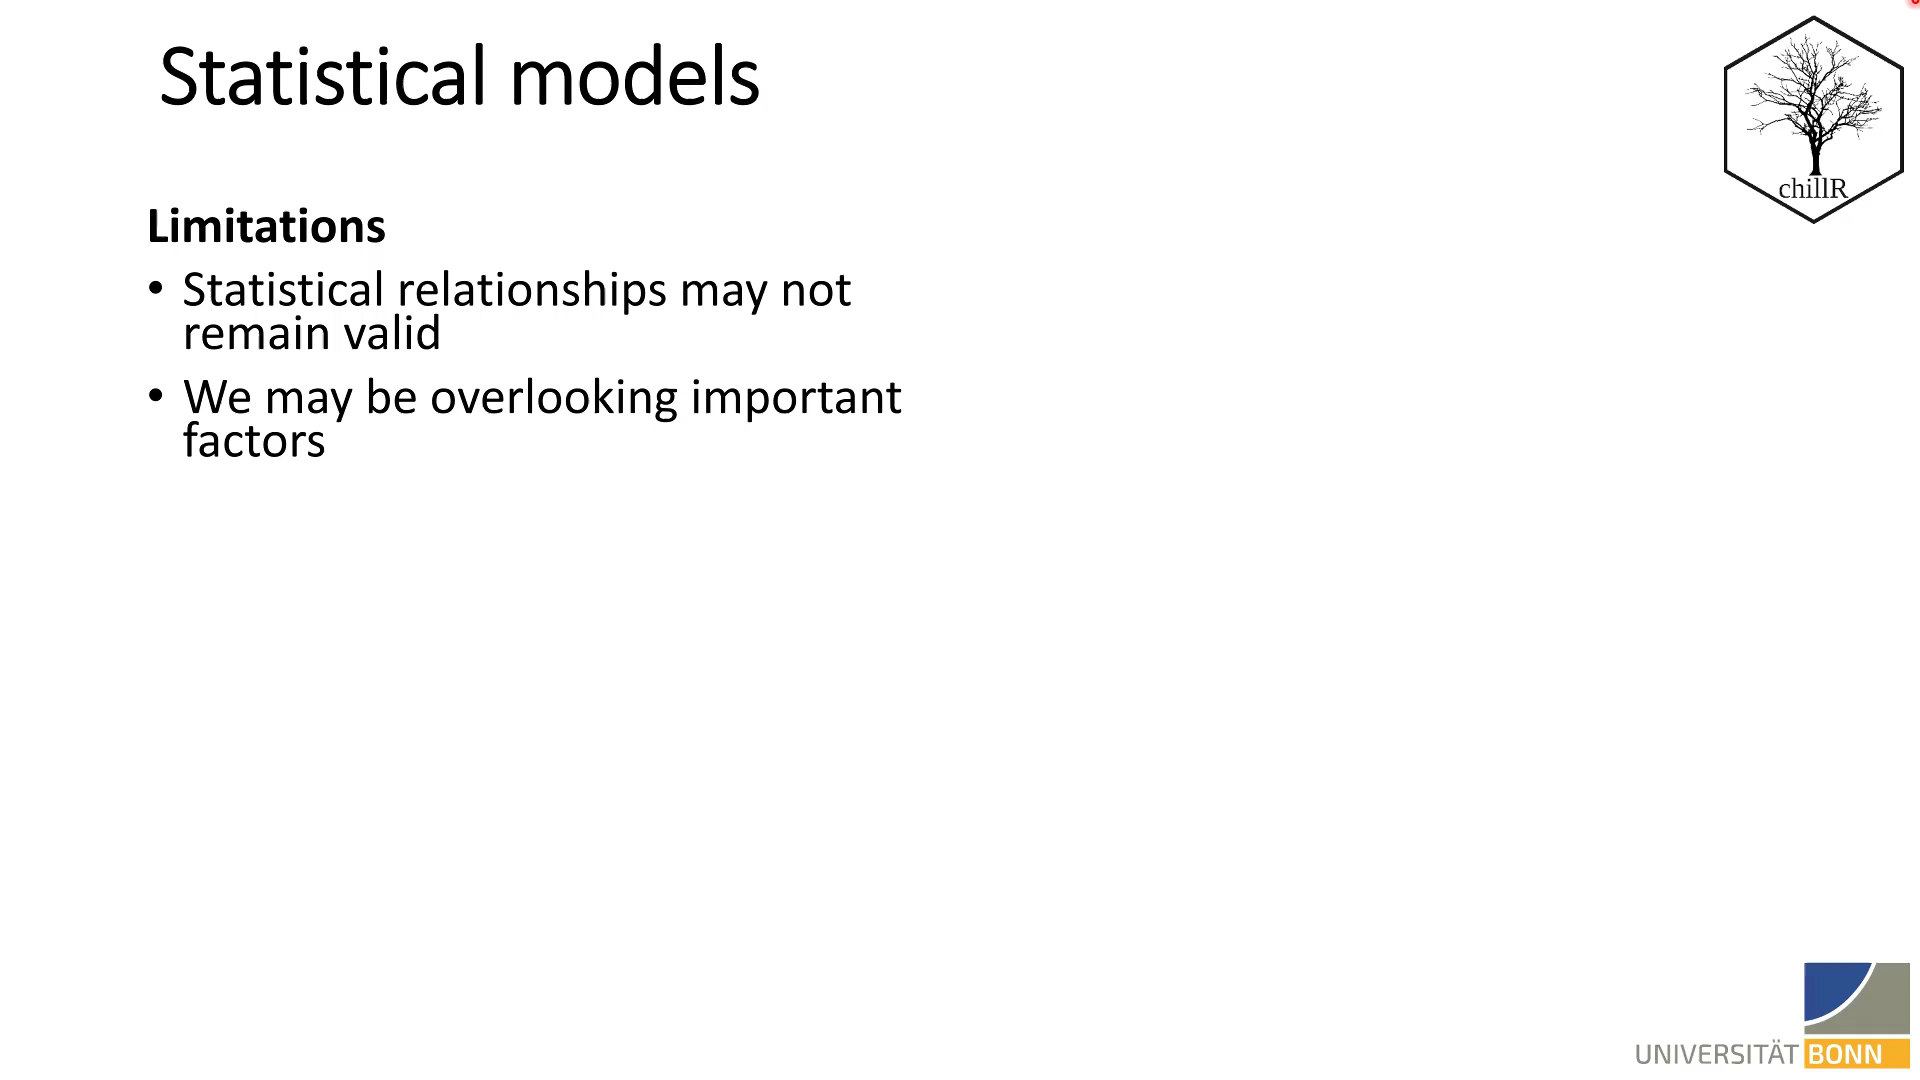 Statistical models
chillR
Limitations
• Statistical relationships may not
remain valid
• We may be overlooking important
factors
UNIVERSITÄT BONN